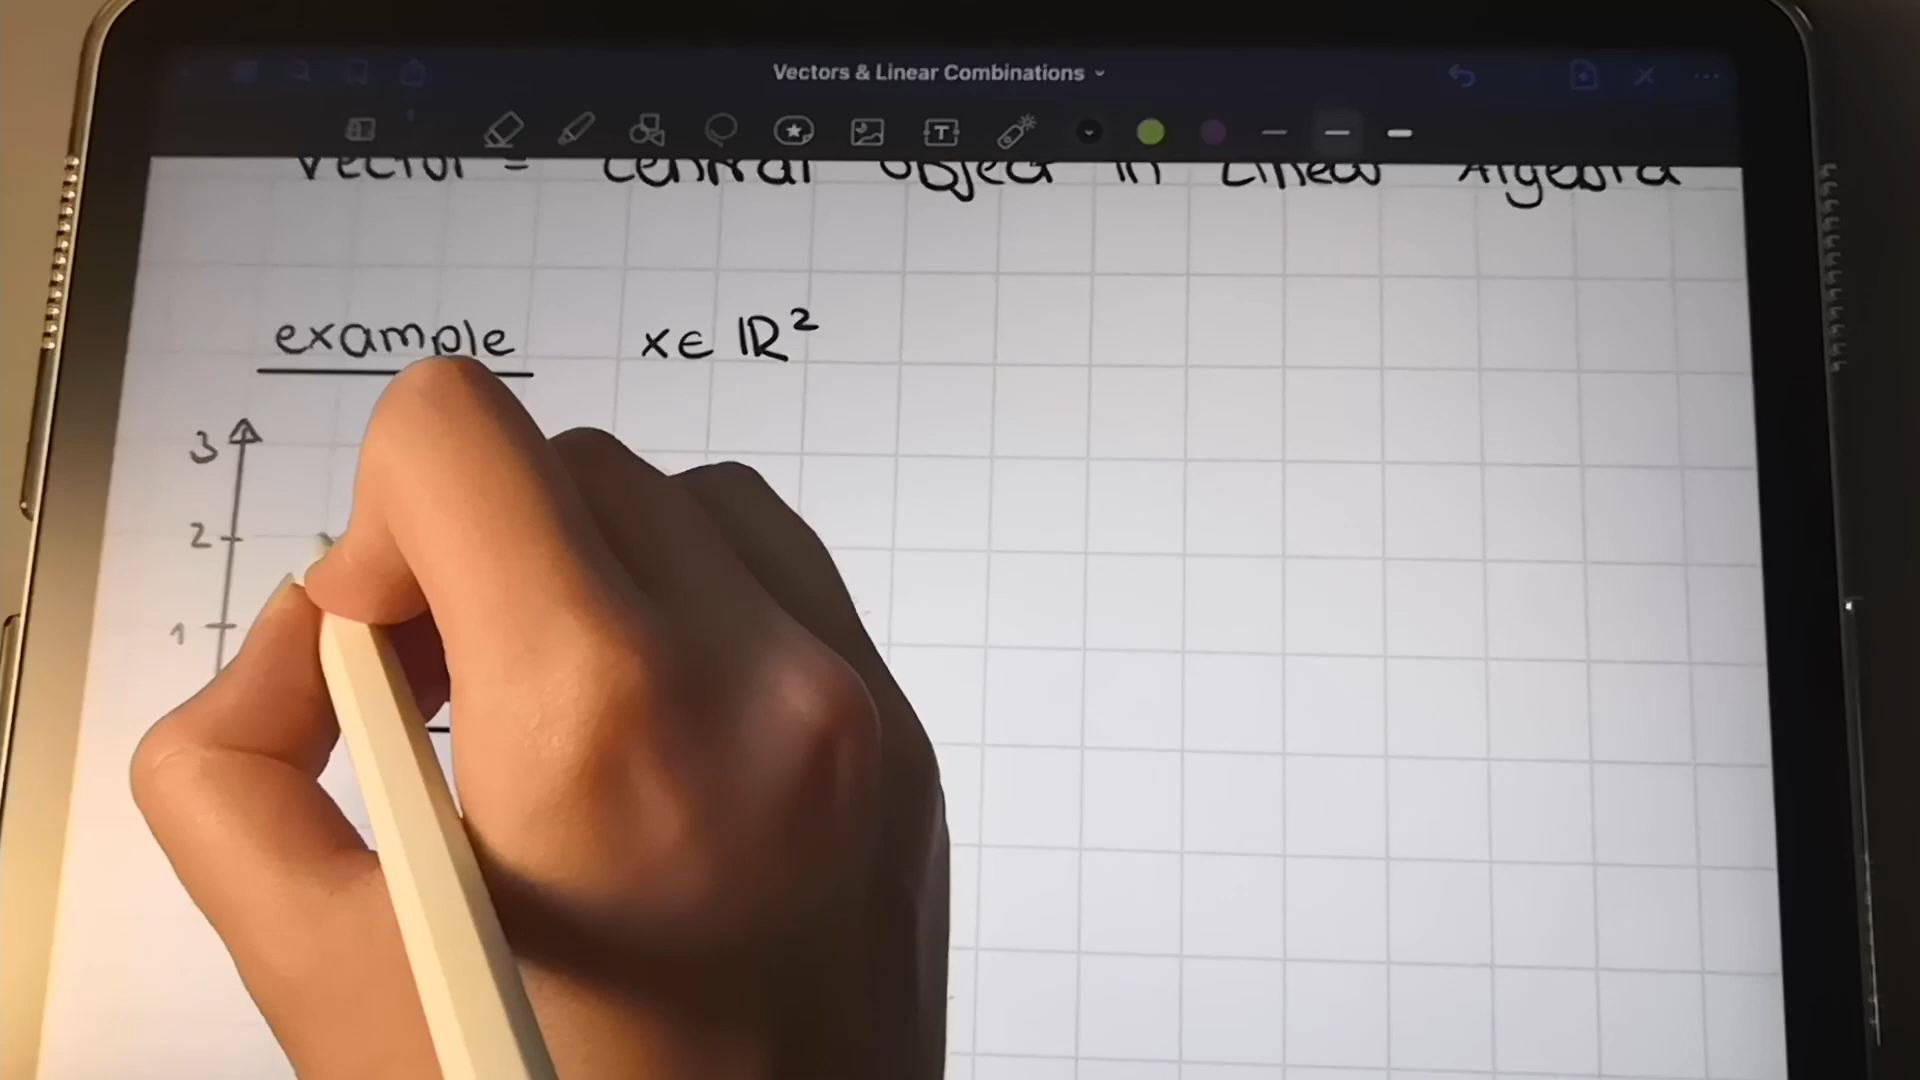 Vectors & Linear Combinations
T
Vector = Central Object in Linear Algebra
example x ∈ ℝ²
3
2
1